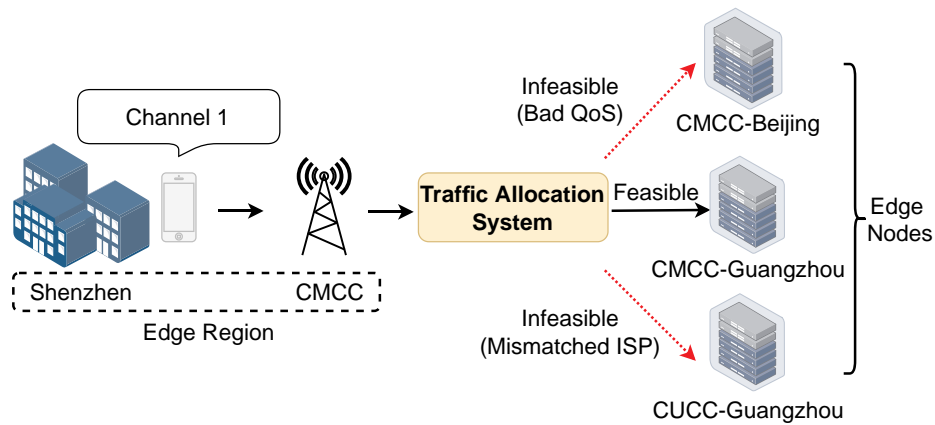 Channel 1
Shenzhen
CMCC
Edge Region
Traffic Allocation
System
Infeasible
(Bad QoS)
CMCC-Beijing
Feasible
CMCC-Guangzhou
Infeasible
(Mismatched ISP)
CUCC-Guangzhou
Edge
Nodes